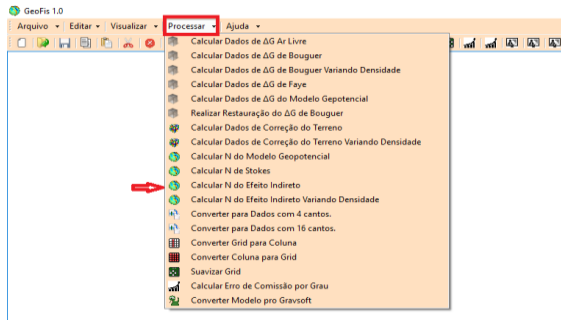 GeoFis 1.0
Arquivo Editar Visualizar Processar Ajuda
Calcular Dados de ΔG Ar Livre
Calcular Dados de ΔG de Bouguer
Calcular Dados de ΔG de Bouguer Variando Densidade
Calcular Dados de ΔG de Faye
Calcular Dados de ΔG do Modelo Gepotencial
Realizar Restauração do ΔG de Bouguer
Calcular Dados de Correção do Terreno
Calcular Dados de Correção do Terreno Variando Densidade
Calcular N do Modelo Geopotencial
Calcular N de Stokes
Calcular N do Efeito Indireto
Calcular N do Efeito Indireto Variando Densidade
Converter para Dados com 4 cantos.
Converter para Dados com 16 cantos.
Converter Grid para Coluna
Converter Coluna para Grid
Suavizar Grid
Calcular Erro de Comissão por Grau
Converter Modelo pro Gravsoft